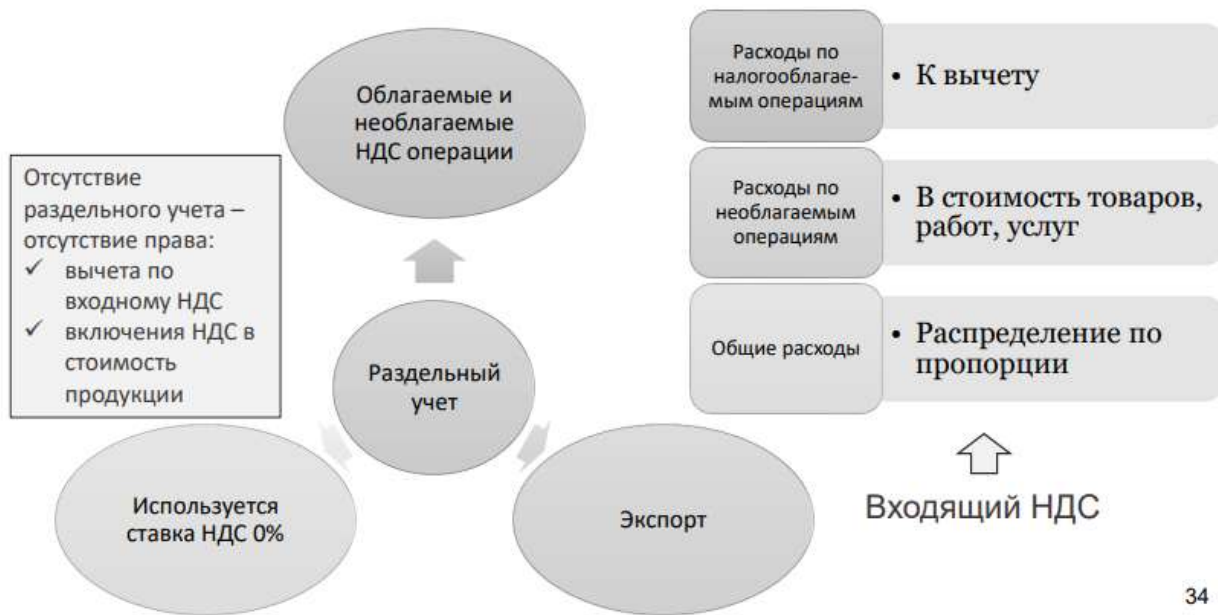 Облагаемые и
необлагаемые
НДС операции
Отсутствие
раздельного учета –
отсутствие права:
✓ вычета по
входному НДС
✓ включения НДС в
стоимость
продукции
Раздельный
учет
Используется
ставка НДС 0%
Экспорт
Расходы по
налогооблагае-
мым операциям
• К вычету
Расходы по
необлагаемым
операциям
• В стоимость товаров,
работ, услуг
Общие расходы
• Распределение по
пропорции
Входящий НДС
34